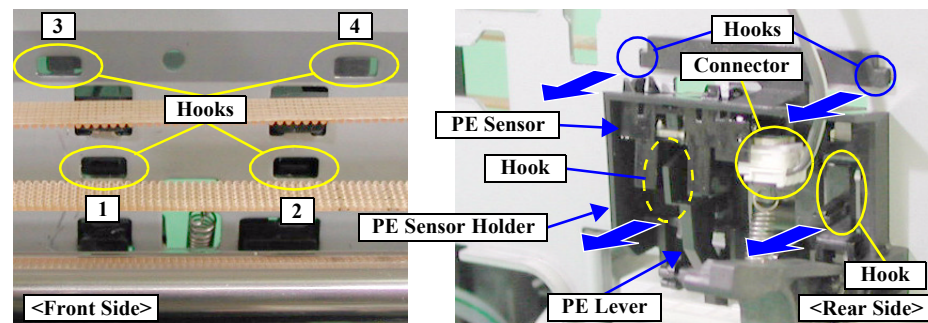 3
4
Hooks
1
2
<Front Side>
Hooks
Connector
PE Sensor
Hook
PE Sensor Holder
PE Lever
Hook
<Rear Side>